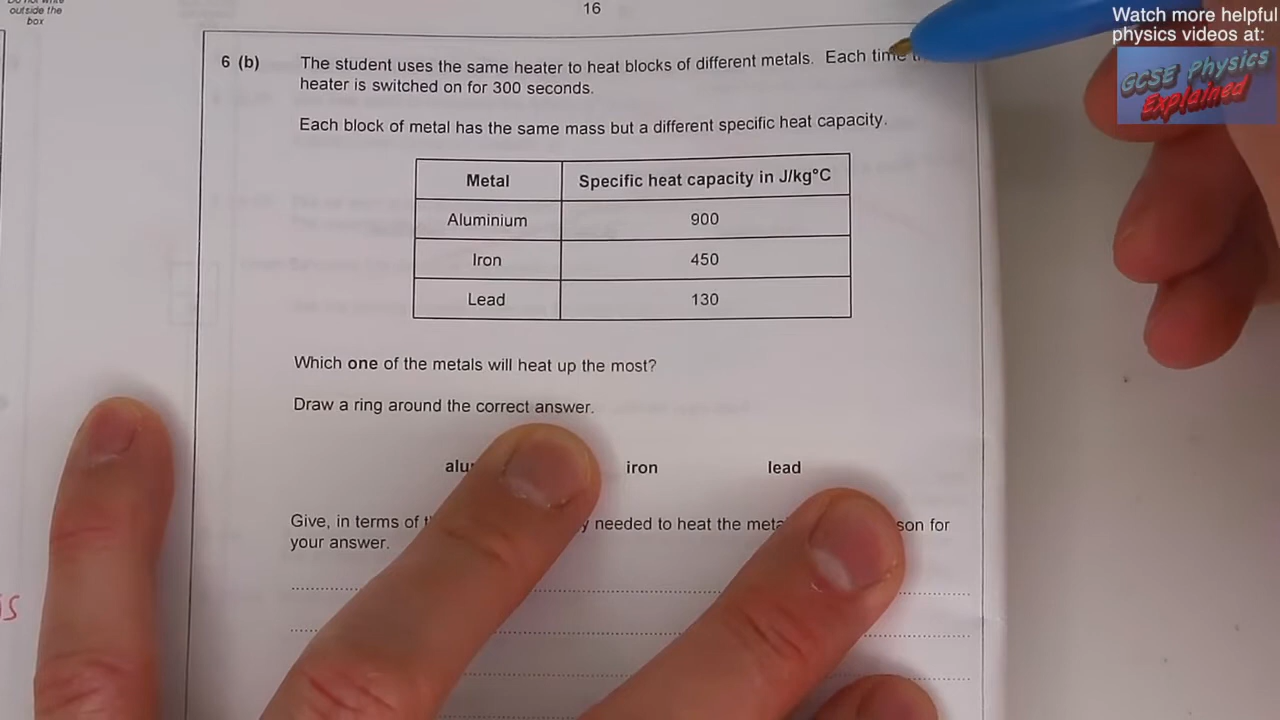 outside the
box
16
Watch more helpful
physics videos at:
GCSE Physics
Explained
6 (b) The student uses the same heater to heat blocks of different metals. Each time
heater is switched on for 300 seconds.
Each block of metal has the same mass but a different specific heat capacity.
Metal Specific heat capacity in J/kg°C
Aluminium 900
Iron 450
Lead 130
Which one of the metals will heat up the most?
Draw a ring around the correct answer.
iron lead
Give, in terms of needed to heat the for
your answer.